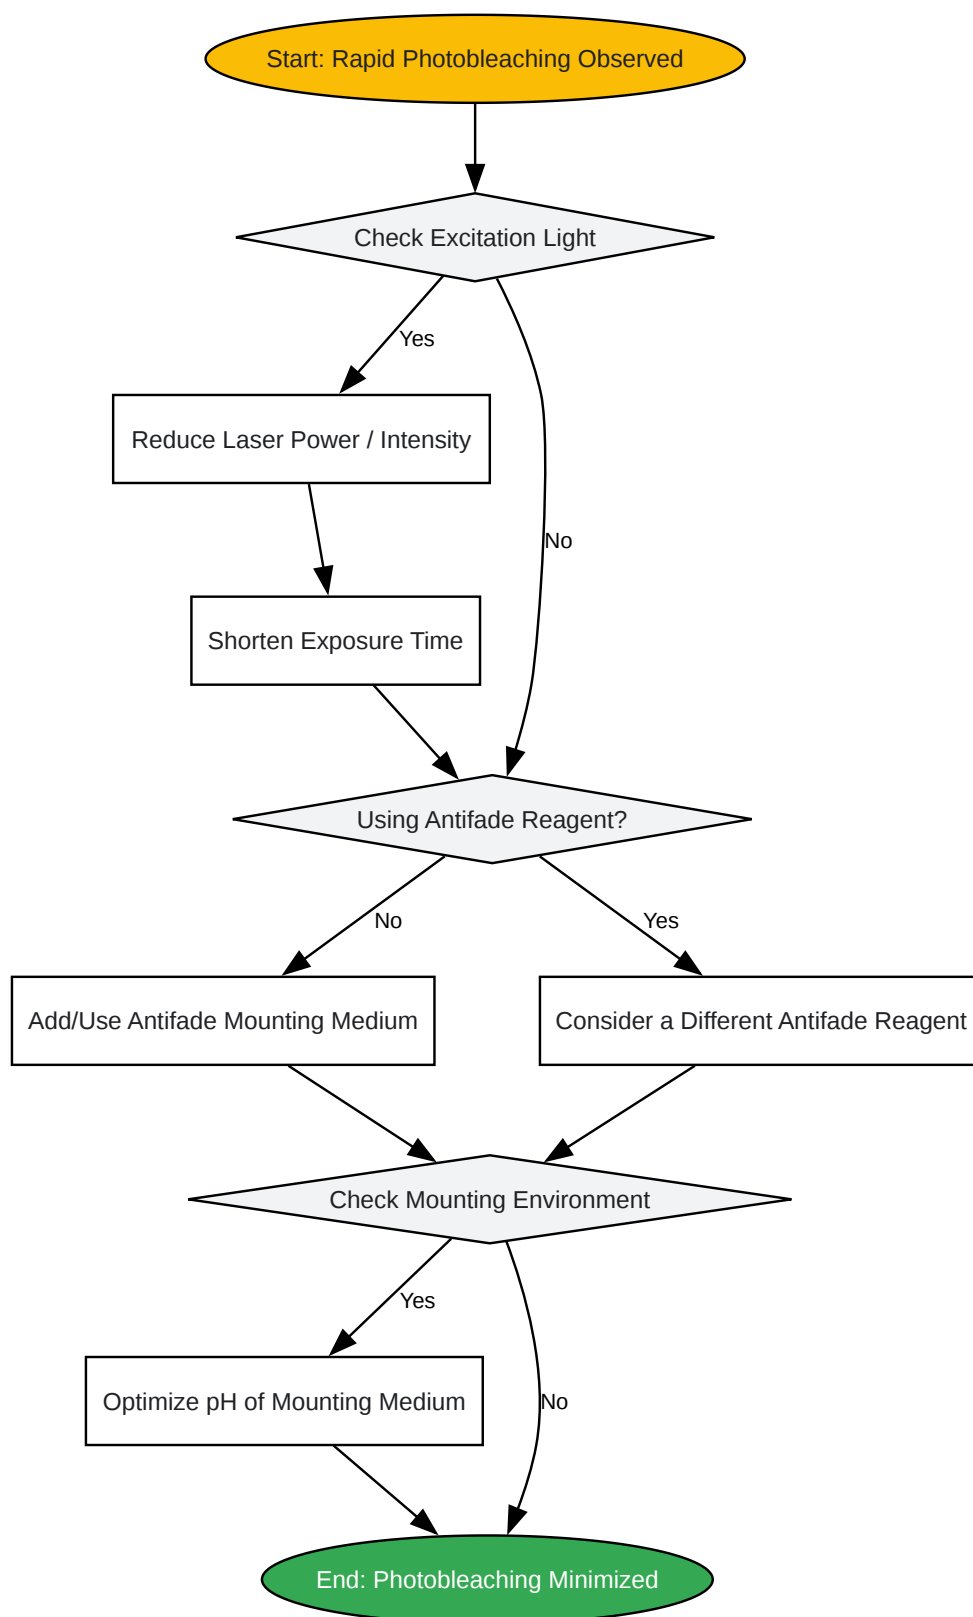 Start: Rapid Photobleaching Observed
Check Excitation Light
Yes
Reduce Laser Power / Intensity
No
Shorten Exposure Time
Using Antifade Reagent?
No
Yes
Add/Use Antifade Mounting Medium
Consider a Different Antifade Reagent
Check Mounting Environment
Yes
Optimize pH of Mounting Medium
No
End: Photobleaching Minimized